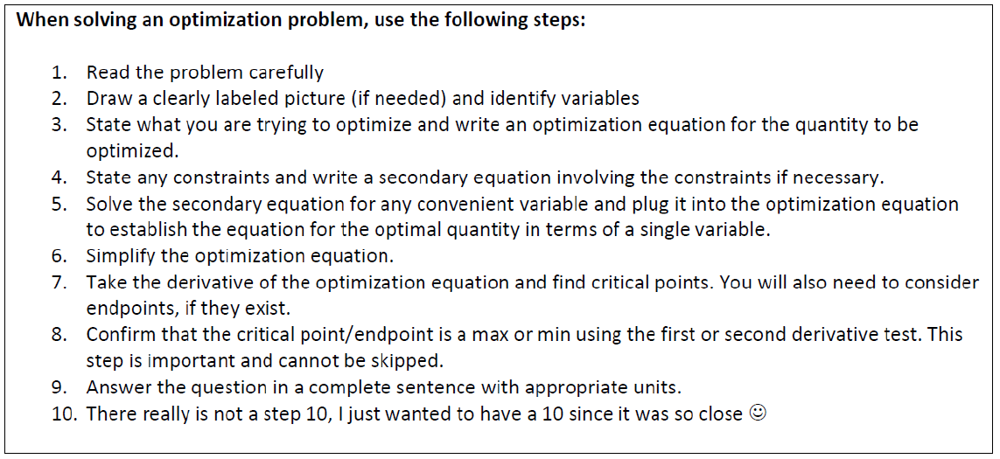 When solving an optimization problem, use the following steps:
1. Read the problem carefully
2. Draw a clearly labeled picture (if needed) and identify variables
3. State what you are trying to optimize and write an optimization equation for the quantity to be
optimized.
4. State any constraints and write a secondary equation involving the constraints if necessary.
5. Solve the secondary equation for any convenient variable and plug it into the optimization equation
to establish the equation for the optimal quantity in terms of a single variable.
6. Simplify the optimization equation.
7. Take the derivative of the optimization equation and find critical points. You will also need to consider
endpoints, if they exist.
8. Confirm that the critical point/endpoint is a max or min using the first or second derivative test. This
step is important and cannot be skipped.
9. Answer the question in a complete sentence with appropriate units.
10. There really is not a step 10, I just wanted to have a 10 since it was so close ☺